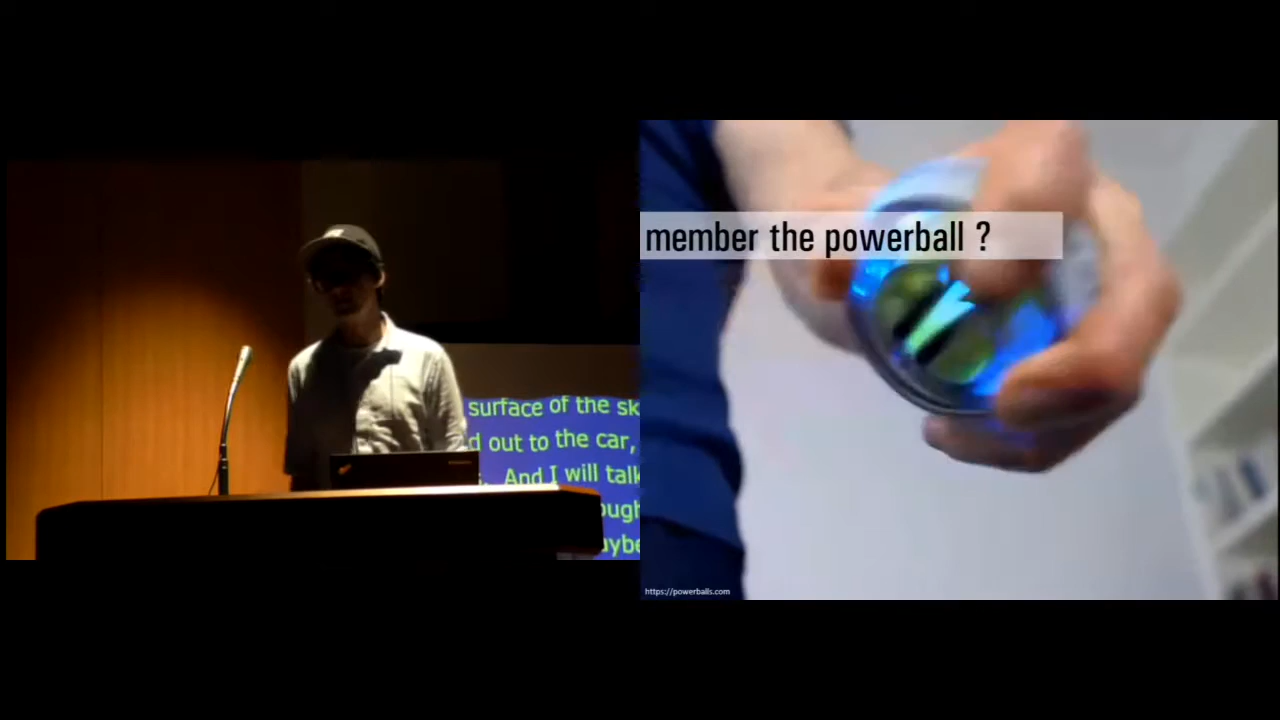 surface of the sk
d out to the car,
. And I will talk
ough
aybe
member the powerball ?
https://powerballs.com